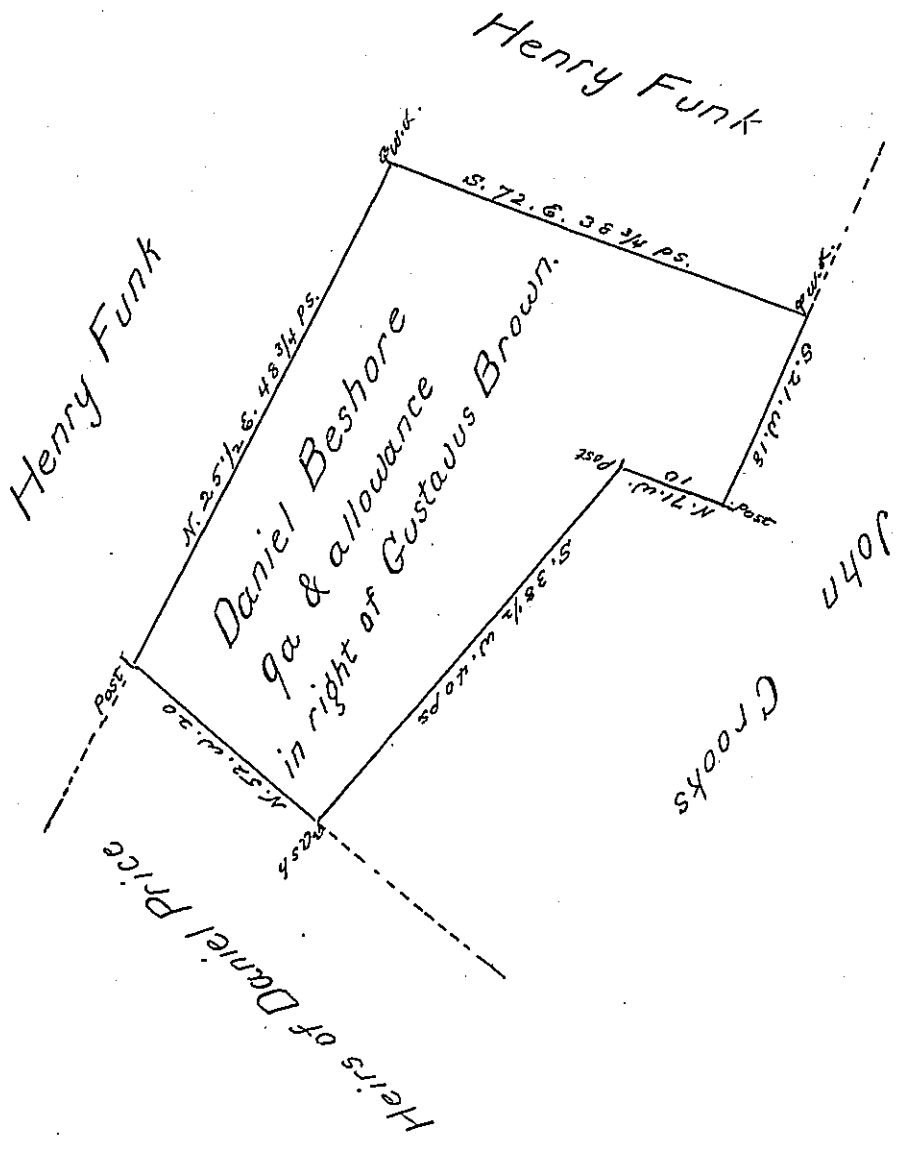 Henry Funk
W.O.
S. 72. E. 38 3/4 ps.
W.O.
Henry Funk
N. 25 1/2 E. 48 3/4 ps.
Daniel Beshore
9a & allowance
in right of Gustavus Brown.
S. 21. W. 18
Post
N. 71. W. 10
Post
John
Crooks
S. 38 1/2 W. 40 ps
Post
N. 52. W. 20
Ash
Heirs of Daniel Price